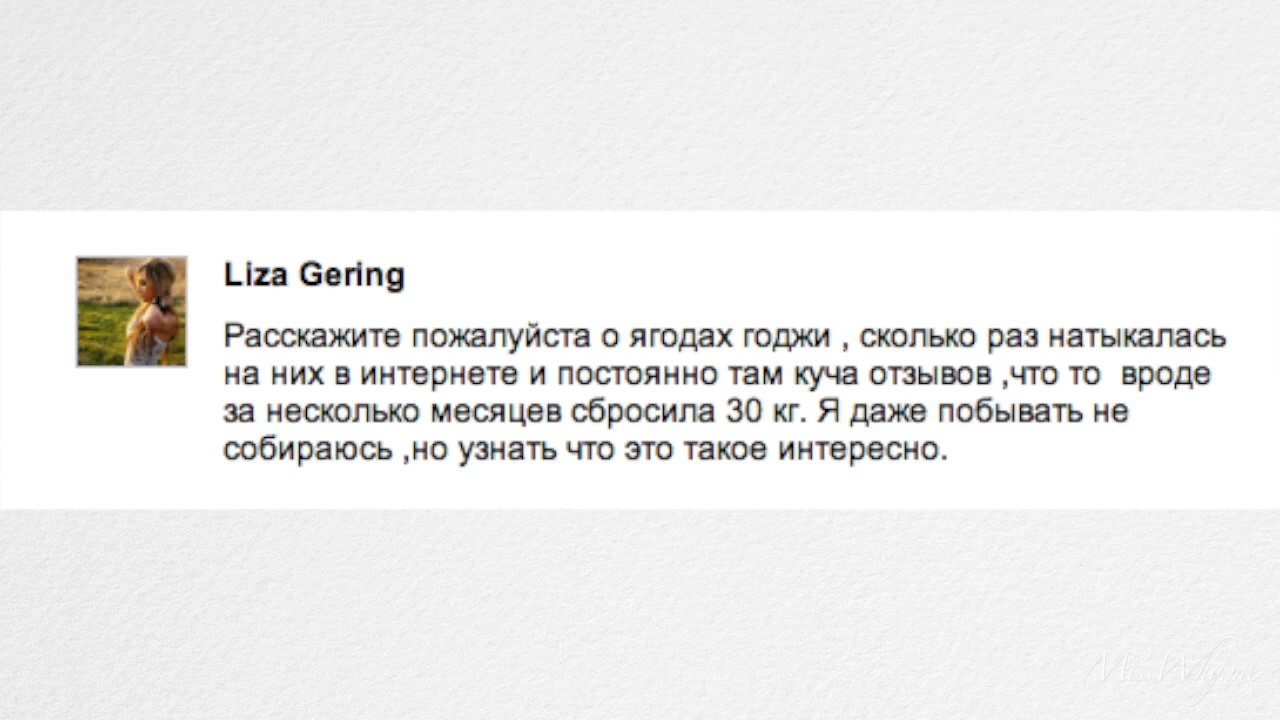 Liza Gering
Расскажите пожалуйста о ягодах годжи , сколько раз натыкалась
на них в интернете и постоянно там куча отзывов ,что то  вроде
за несколько месяцев сбросила 30 кг. Я даже побывать не
собираюсь ,но узнать что это такое интересно.